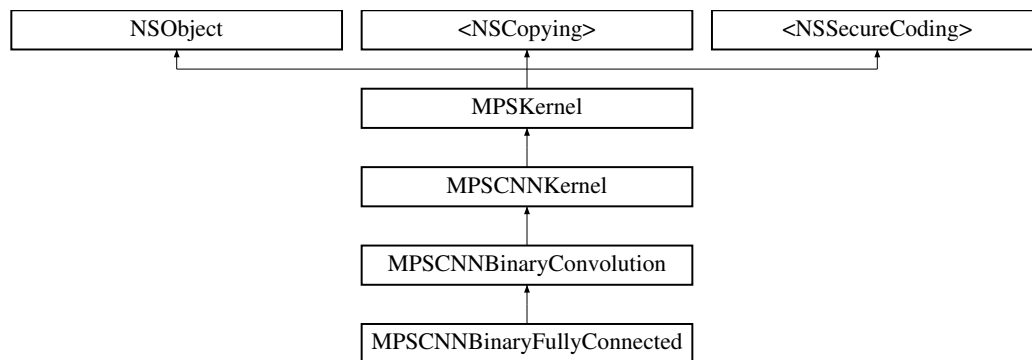 NSObject
<NSCopying>
<NSSecureCoding>
MPSKernel
MPSCNNKernel
MPSCNNBinaryConvolution
MPSCNNBinaryFullyConnected